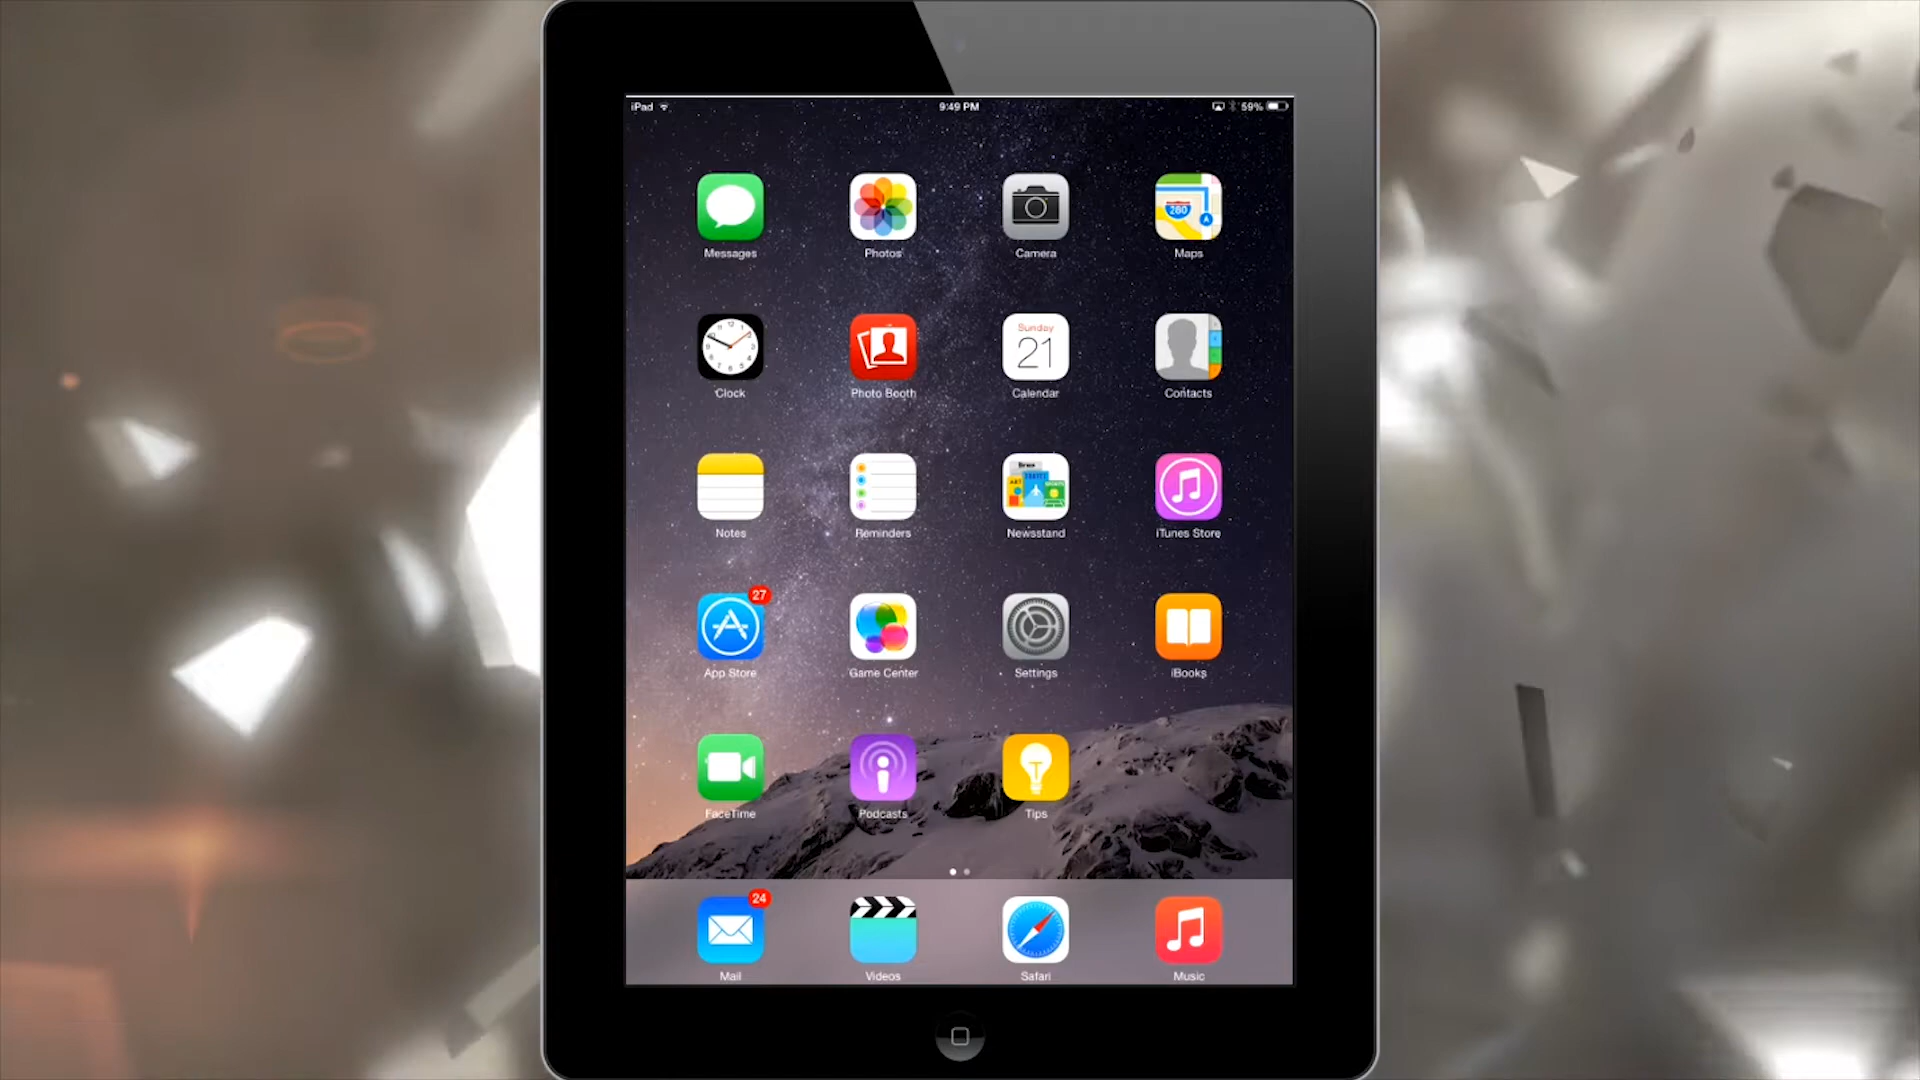 iPad 9:49 PM 59%
Messages Photos Camera Maps
280
A
Sunday
21
Clock Photo Booth Calendar Contacts
Notes Reminders Newsstand iTunes Store
27
App Store Game Center Settings iBooks
FaceTime Podcasts Tips
24
Mail Videos Safari Music